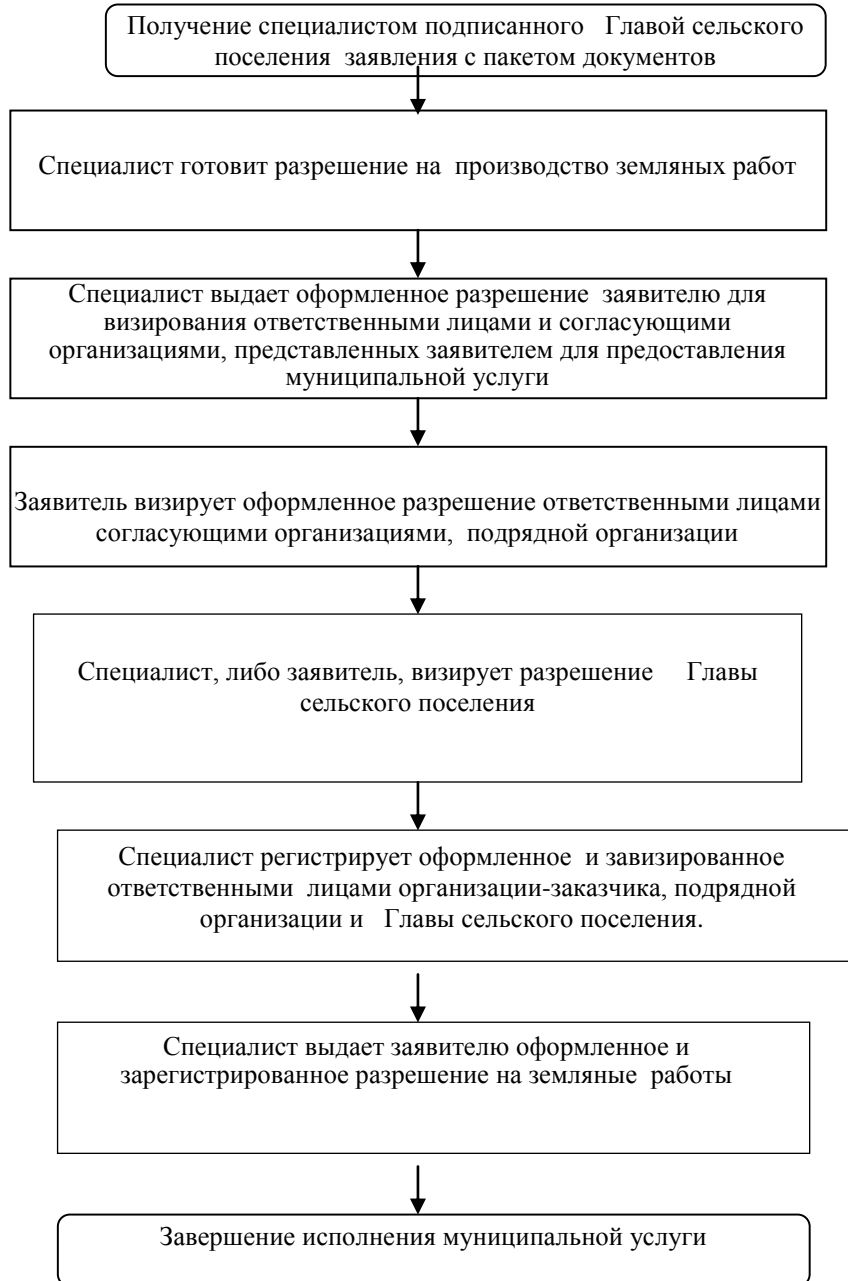 Получение специалистом подписанного Главой сельского
поселения заявления с пакетом документов
Специалист готовит разрешение на производство земляных работ
Специалист выдает оформленное разрешение заявителю для
визирования ответственными лицами и согласующими
организациями, представленных заявителем для предоставления
муниципальной услуги
Заявитель визирует оформленное разрешение ответственными лицами
согласующими организациями, подрядной организации
Специалист, либо заявитель, визирует разрешение Главы
сельского поселения
Специалист регистрирует оформленное и завизированное
ответственными лицами организации-заказчика, подрядной
организации и Главы сельского поселения.
Специалист выдает заявителю оформленное и
зарегистрированное разрешение на земляные работы
Завершение исполнения муниципальной услуги